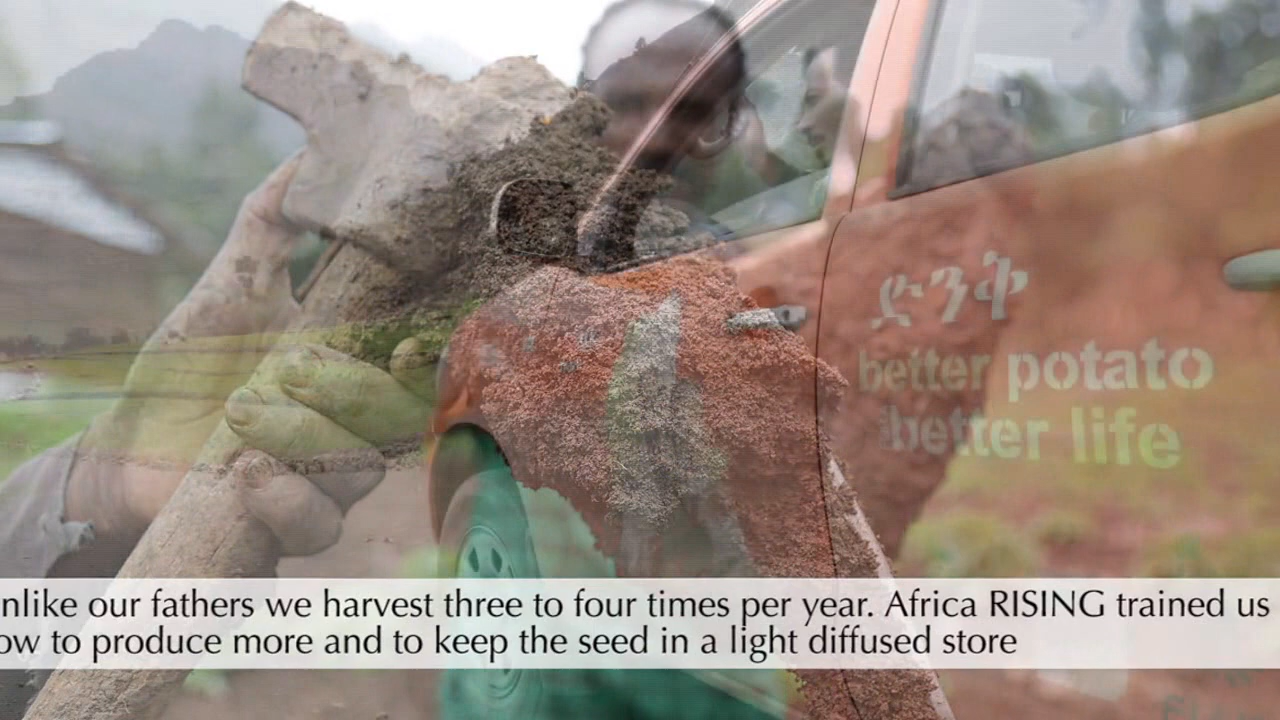 ድንቅ
better potato
better life
nlike our fathers we harvest three to four times per year. Africa RISING trained us
ow to produce more and to keep the seed in a light diffused store